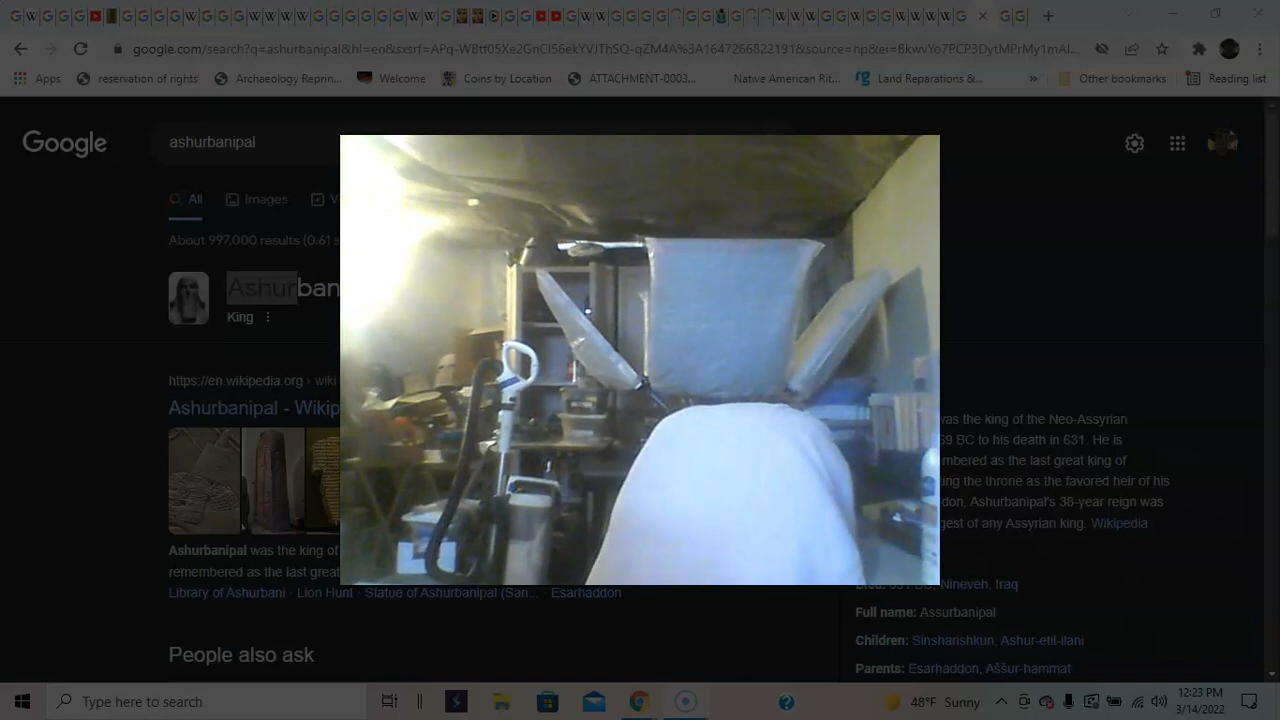 google.com/search?q=ashurbanipal&hl=en&sxsrf=APq-WBtf05Xe2GnCl56ekYVJThSQ-qZM4A%3A1647266822191&source=hp&ei=6kwvYo7PCP3DytMPrMy1mAI...
Apps reservation of rights Archaeology Reprin... Welcome Coins by Location ATTACHMENT-0003... Native American Rit... Land Reparations &... » Other bookmarks Reading list
Google ashurbanipal
All Images V
About 997,000 results (0.61 s
Ashurban
King
https://en.wikipedia.org › wiki
Ashurbanipal - Wikip
Ashurbanipal was the king of
remembered as the last great
Library of Ashurbani · Lion Hunt · Statue of Ashurbanipal (San... · Esarhaddon
People also ask
was the king of the Neo-Assyrian
BC to his death in 631. He is
mbered as the last great king of
ng the throne as the favored heir of his
don, Ashurbanipal's 38-year reign was
gest of any Assyrian king. Wikipedia
Nineveh, Iraq
Full name: Assurbanipal
Children: Sinsharishkun, Ashur-etil-ilani
Parents: Esarhaddon, Aššur-hammat
Type here to search
48°F Sunny
12:23 PM
3/14/2022